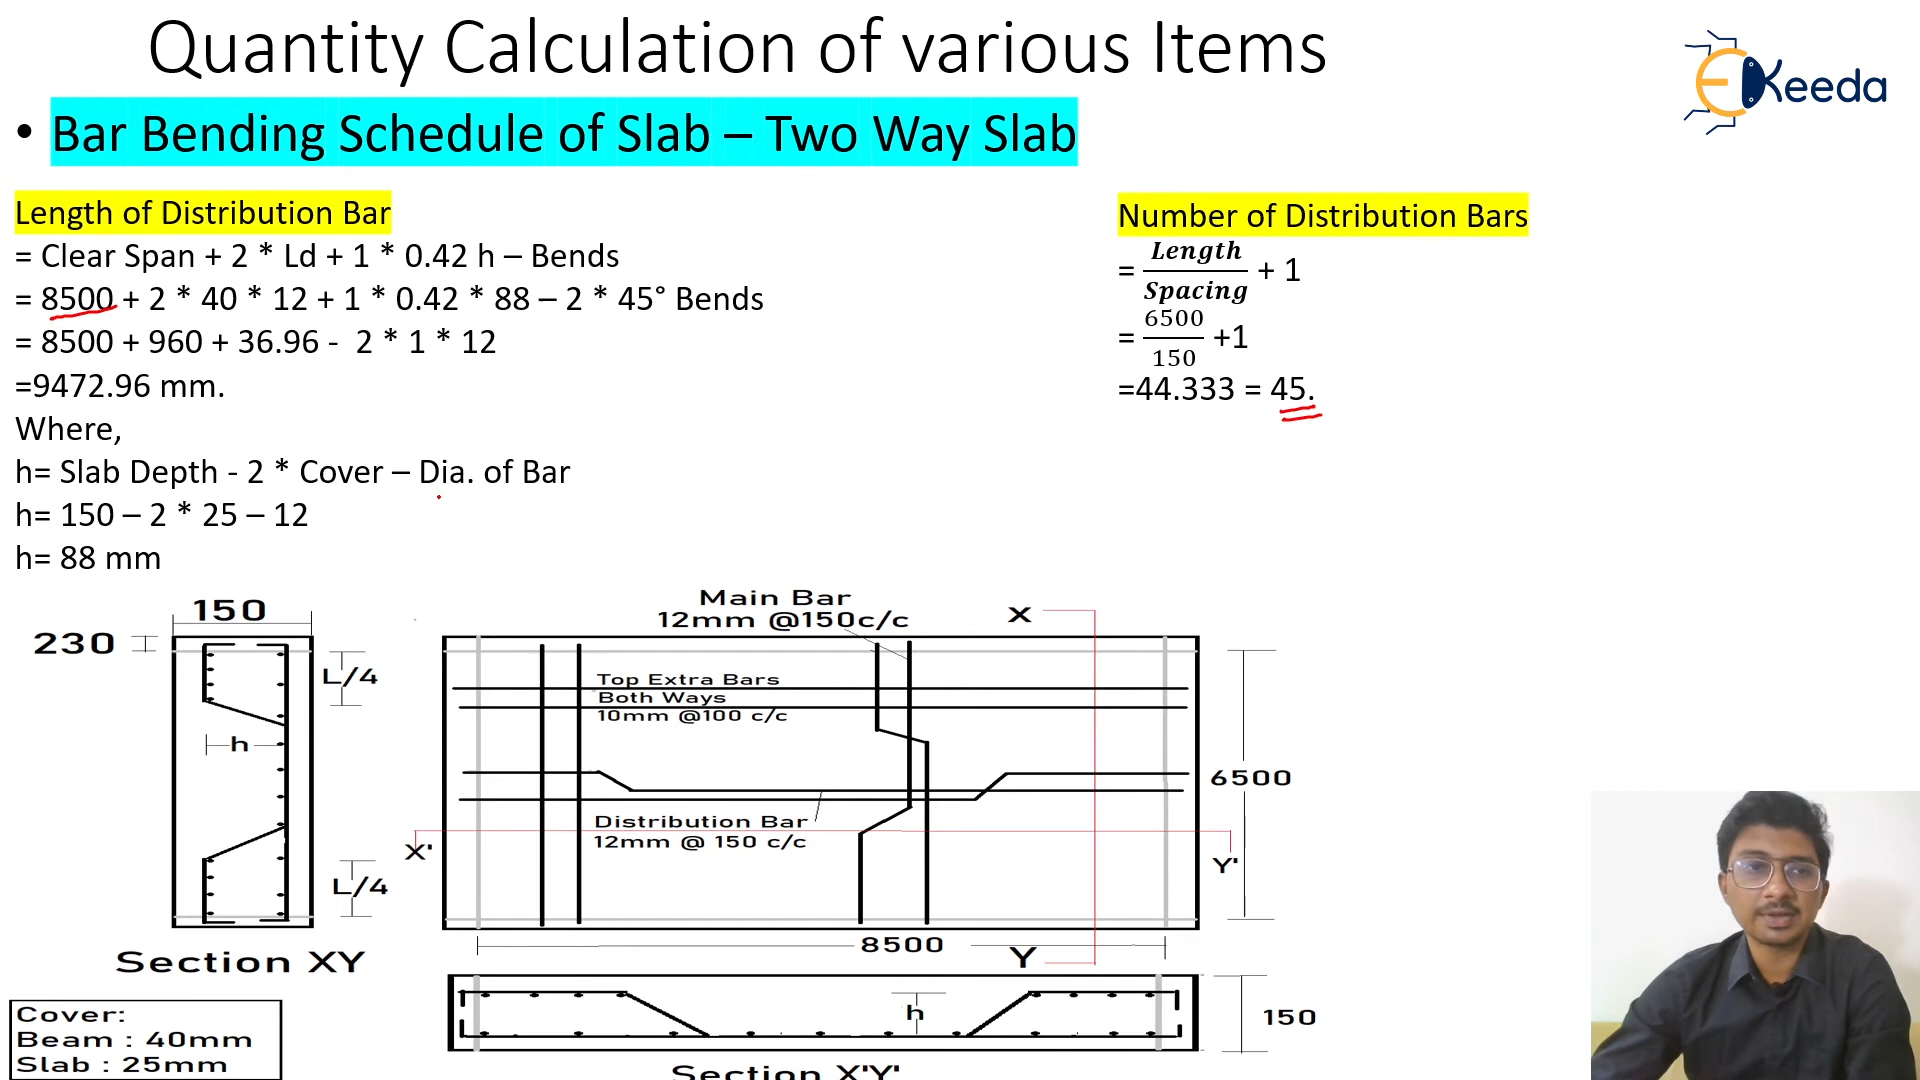 Quantity Calculation of various Items
EKeeda
• Bar Bending Schedule of Slab – Two Way Slab
Length of Distribution Bar
= Clear Span + 2 * Ld + 1 * 0.42 h – Bends
= 8500 + 2 * 40 * 12 + 1 * 0.42 * 88 – 2 * 45° Bends
= 8500 + 960 + 36.96 - 2 * 1 * 12
=9472.96 mm.
Where,
h= Slab Depth - 2 * Cover – Dia. of Bar
h= 150 – 2 * 25 – 12
h= 88 mm
Number of Distribution Bars
= Length / Spacing + 1
= 6500 / 150 +1
=44.333 = 45.
150
230
L/4
h
L/4
Section XY
Main Bar
12mm @150c/c
X
Top Extra Bars
Both Ways
10mm @100 c/c
6500
Distribution Bar
12mm @ 150 c/c
X'
Y'
8500
Y
h
150
Section X'Y'
Cover:
Beam : 40mm
Slab : 25mm